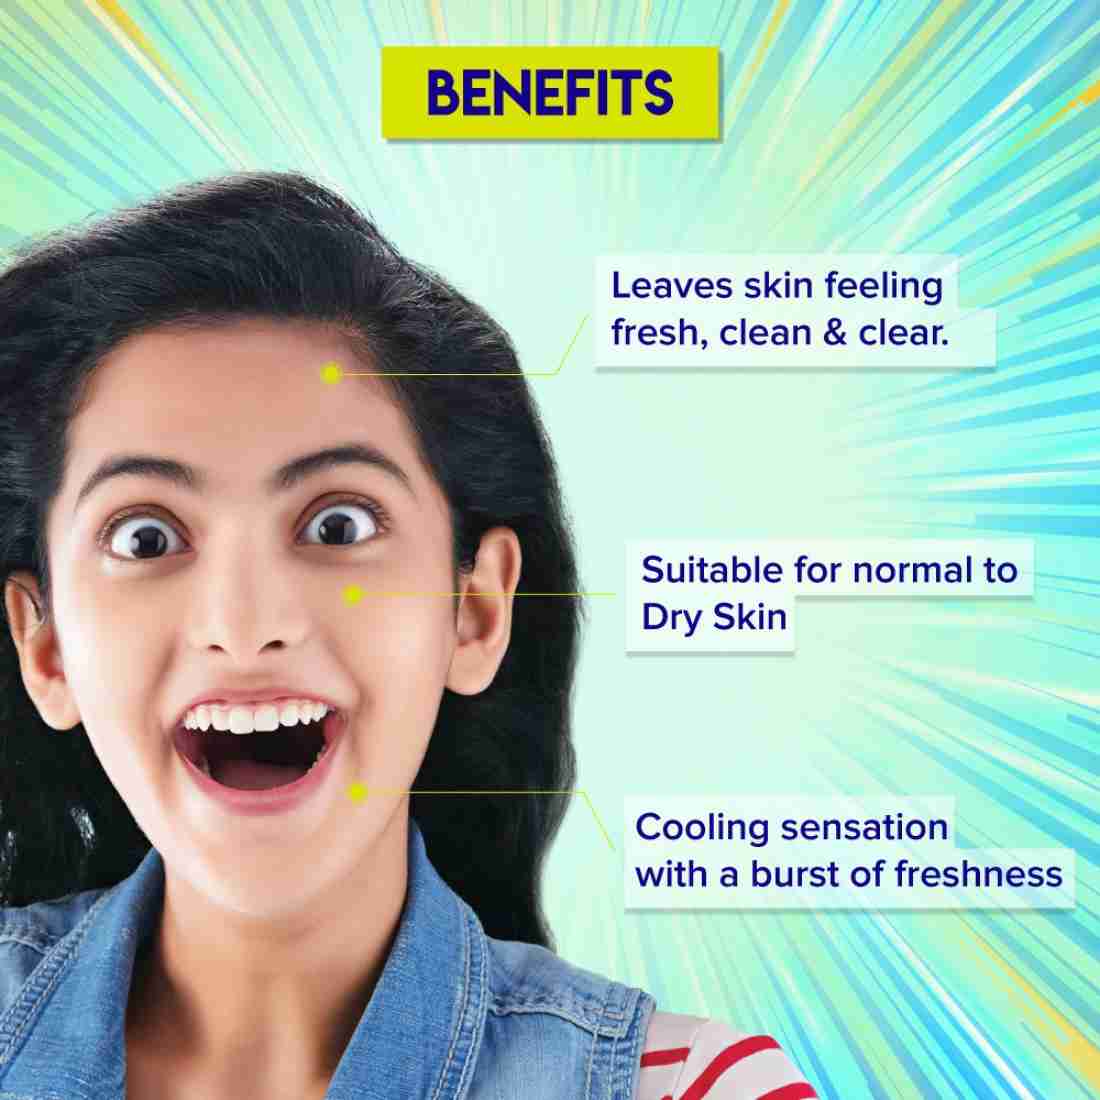 BENEFITS
Leaves skin feeling
fresh, clean & clear.
Suitable for normal to
Dry Skin
Cooling sensation
with a burst of freshness